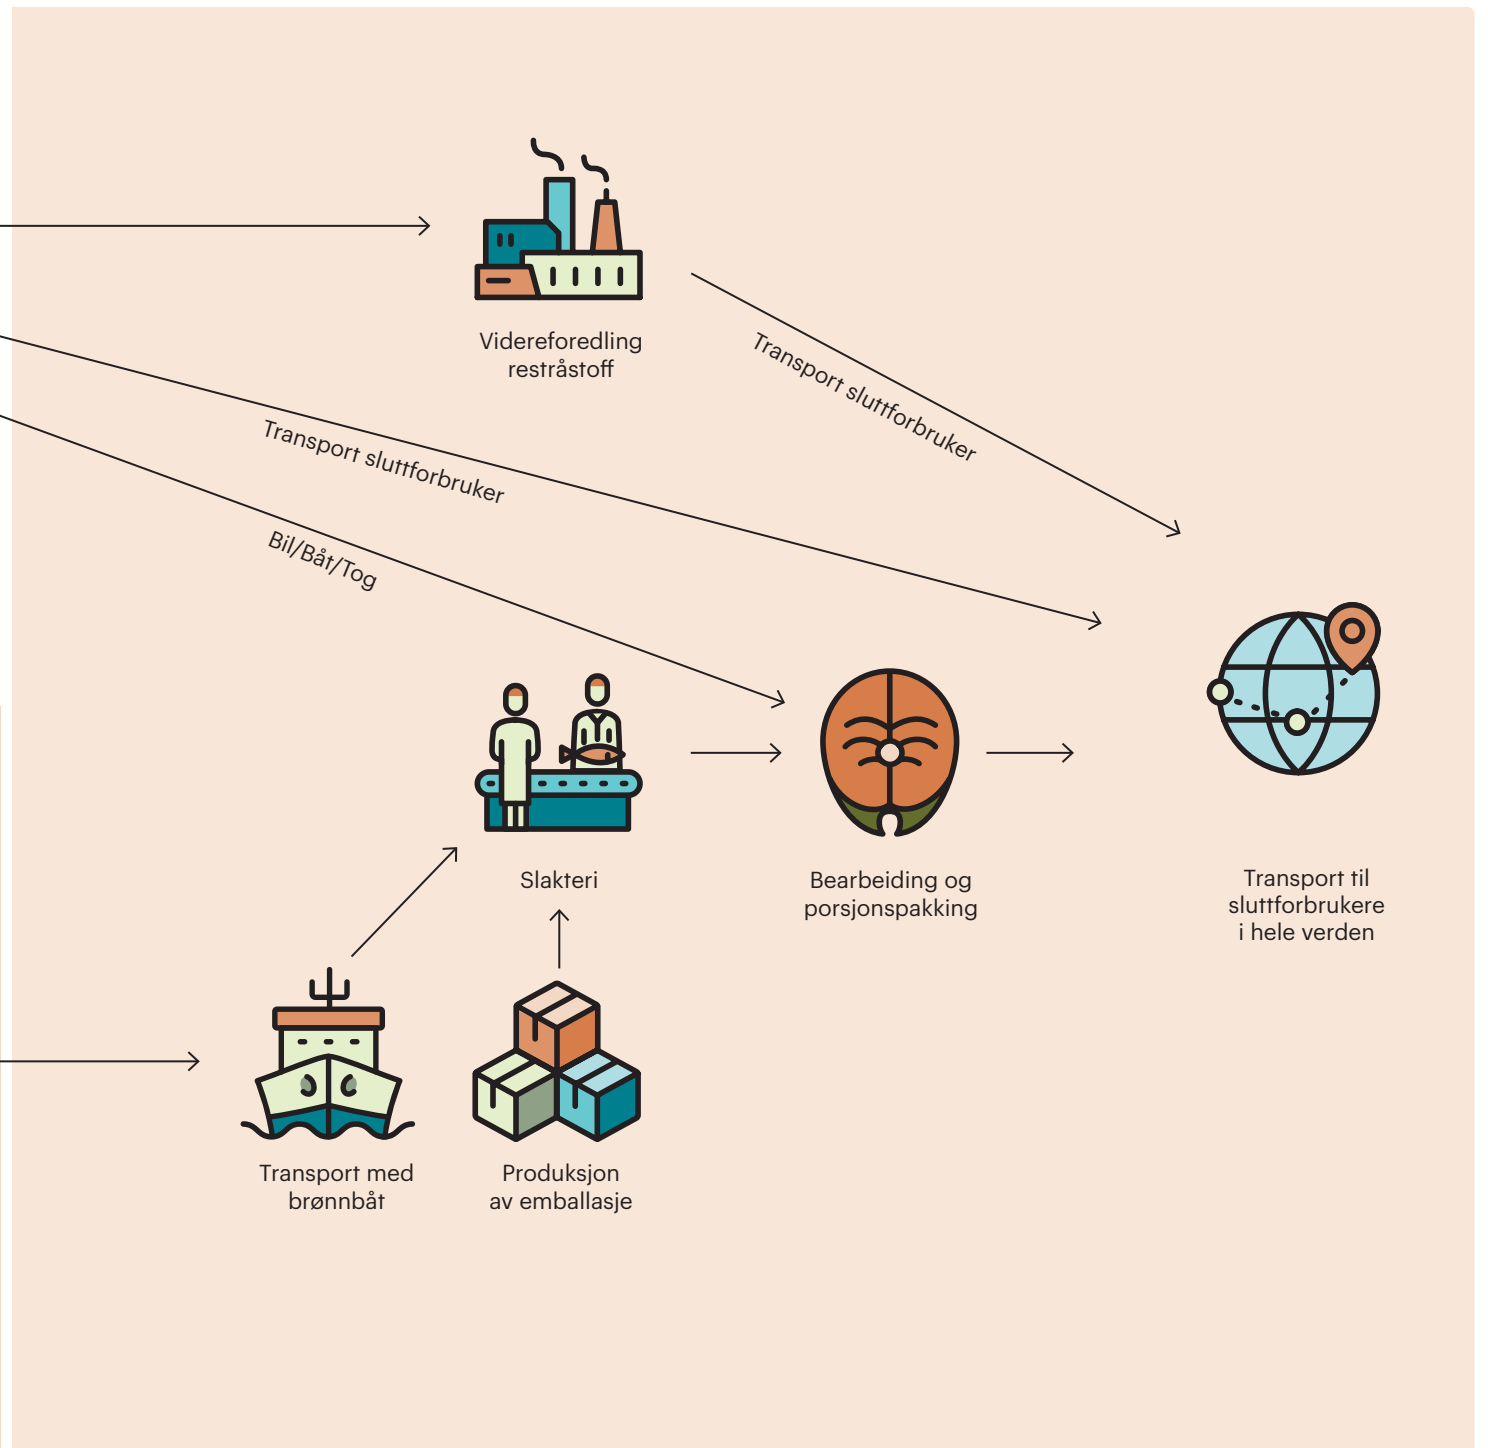 Videreforedling
restråstoff
Transport sluttforbruker
Transport sluttforbruker
Bil/Båt/Tog
Slakteri
Bearbeiding og
porsjonspakking
Transport til
sluttforbrukere
i hele verden
Transport med
brønnbåt
Produksjon
av emballasje